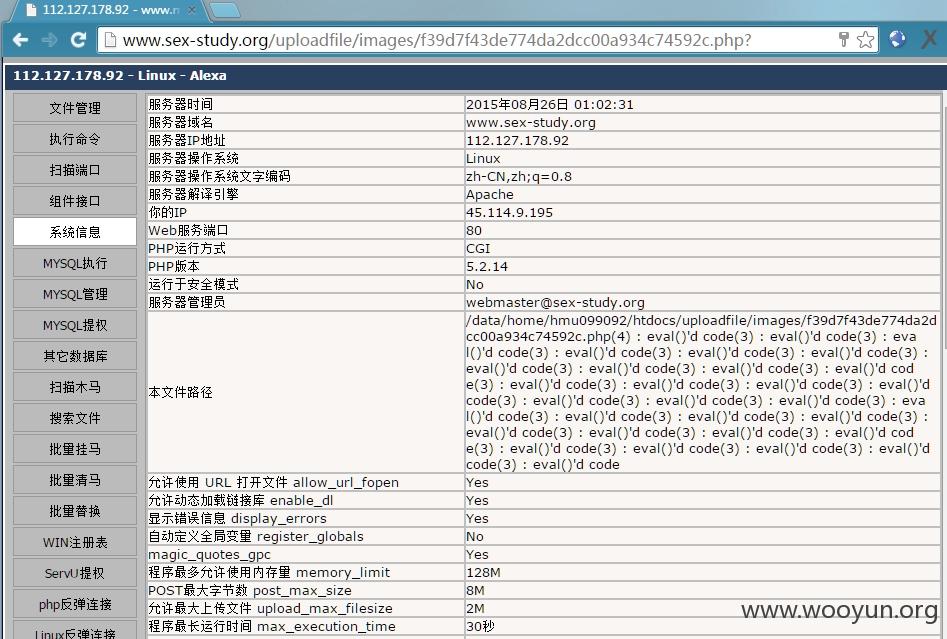 112.127.178.92 - www.n
www.sex-study.org/uploadfile/images/f39d7f43de774da2dcc00a934c74592c.php?
112.127.178.92 - Linux - Alexa
文件管理
执行命令
扫描端口
组件接口
系统信息
MYSQL执行
MYSQL管理
MYSQL提权
其它数据库
扫描木马
搜索文件
批量挂马
批量清马
批量替换
WIN注册表
ServU提权
php反弹连接
Linux反弹连接
服务器时间 2015年08月26日 01:02:31
服务器域名 www.sex-study.org
服务器IP地址 112.127.178.92
服务器操作系统 Linux
服务器操作系统文字编码 zh-CN,zh;q=0.8
服务器解译引擎 Apache
你的IP 45.114.9.195
Web服务端口 80
PHP运行方式 CGI
PHP版本 5.2.14
运行于安全模式 No
服务器管理员 webmaster@sex-study.org
本文件路径
/data/home/hmu099092/htdocs/uploadfile/images/f39d7f43de774da2d
cc00a934c74592c.php(4) : eval()'d code(3) : eval()'d code(3) : eva
l()'d code(3) : eval()'d code(3) : eval()'d code(3) : eval()'d code(3) :
eval()'d code(3) : eval()'d code(3) : eval()'d code(3) : eval()'d code(3) :
eval()'d code(3) : eval()'d code(3) : eval()'d code(3) : eval()'d cod
e(3) : eval()'d code(3) : eval()'d code(3) : eval()'d code(3) : eval()'d
code(3) : eval()'d code(3) : eval()'d code(3) : eval()'d code(3) : eva
l()'d code(3) : eval()'d code(3) : eval()'d code(3) : eval()'d code(3) :
eval()'d code(3) : eval()'d code(3) : eval()'d code(3) : eval()'d cod
e(3) : eval()'d code(3) : eval()'d code(3) : eval()'d code(3) : eval()'d
code(3) : eval()'d code
允许使用 URL 打开文件 allow_url_fopen Yes
允许动态加载链接库 enable_dl Yes
显示错误信息 display_errors Yes
自动定义全局变量 register_globals No
magic_quotes_gpc Yes
程序最多允许使用内存量 memory_limit 128M
POST最大字节数 post_max_size 8M
允许最大上传文件 upload_max_filesize 2M
程序最长运行时间 max_execution_time 30秒
www.wooyun.org